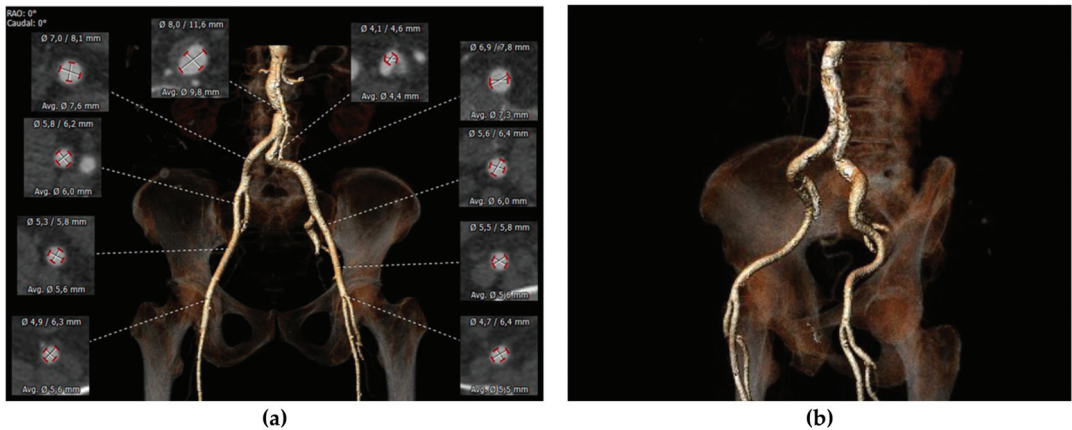 RAO: 0°
Caudal: 0°
Ø 7,0 / 8,1 mm
Avg. Ø 7,6 mm
Ø 8,0 / 11,6 mm
Avg. Ø 9,8 mm
Ø 4,1 / 4,6 mm
Avg. Ø 4,4 mm
Ø 6,9 / 7,8 mm
Avg. Ø 7,3 mm
Ø 5,8 / 6,2 mm
Avg. Ø 6,0 mm
Ø 5,6 / 6,4 mm
Avg. Ø 6,0 mm
Ø 5,3 / 5,8 mm
Avg. Ø 5,6 mm
Ø 5,5 / 5,8 mm
Avg. Ø 5,6 mm
Ø 4,9 / 6,3 mm
Avg. Ø 5,6 mm
Ø 4,7 / 6,4 mm
Avg. Ø 5,5 mm
(a)
(b)